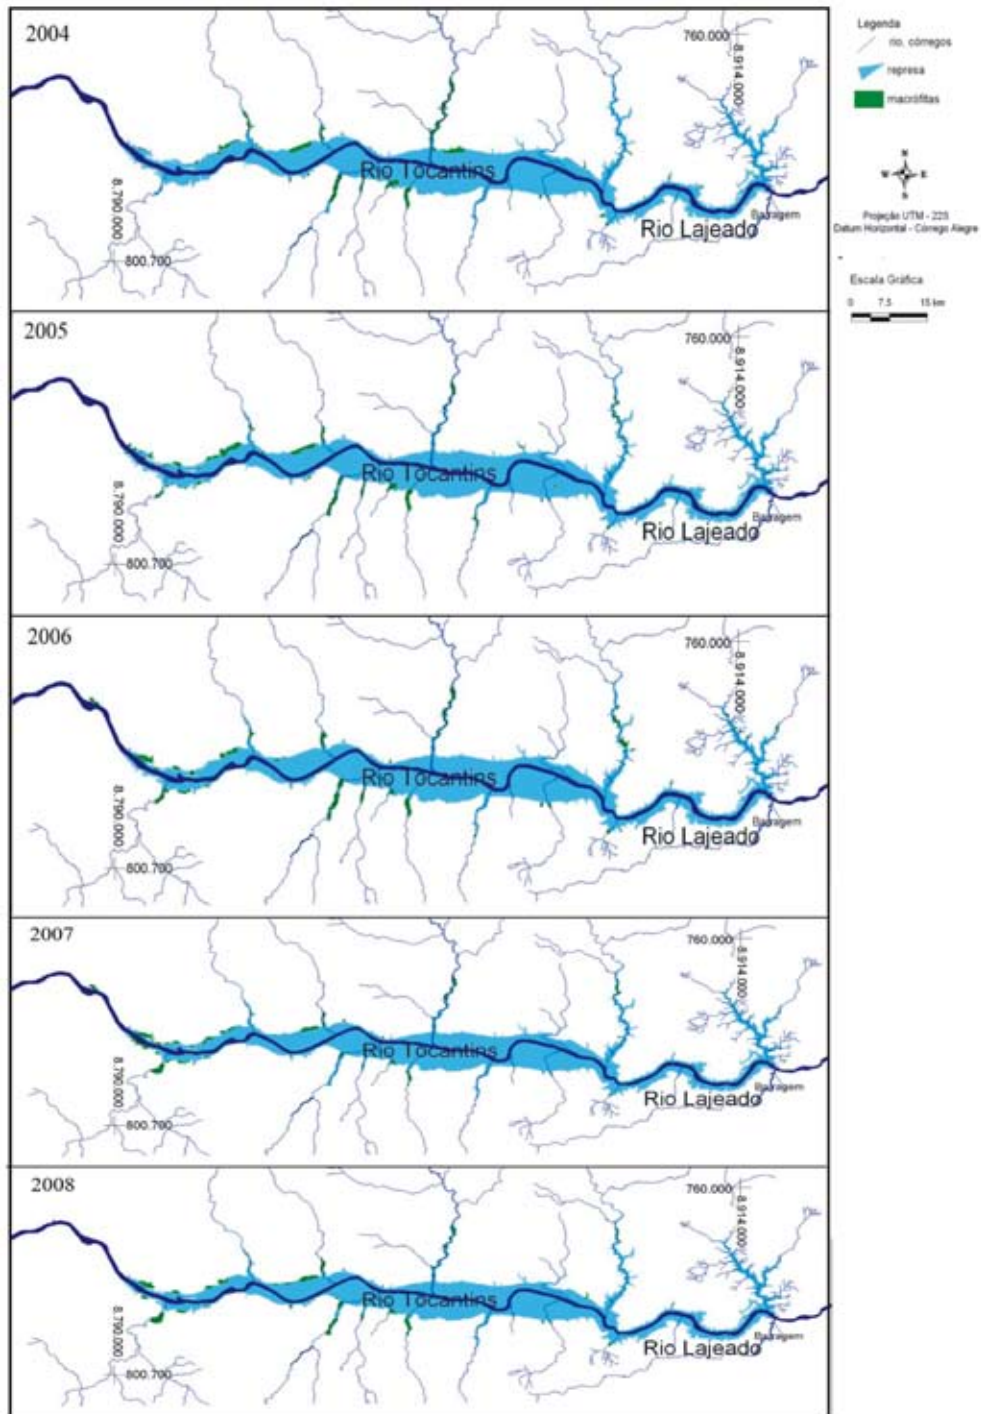 2004
760.000
8.914.000
Rio Tocantins
Barragem
Rio Lajeado
8.790.000
800.700
2005
760.000
8.914.000
Rio Tocantins
Barragem
Rio Lajeado
8.790.000
800.700
2006
760.000
8.914.000
Rio Tocantins
Barragem
Rio Lajeado
8.790.000
800.700
2007
760.000
8.914.000
Rio Tocantins
Barragem
Rio Lajeado
8.790.000
800.700
2008
760.000
8.914.000
Rio Tocantins
Barragem
Rio Lajeado
8.790.000
800.700
Legenda
rio, córregos
represa
macrófitas
N
W E
S
Projeção UTM - 22S
Datum Horizontal - Córrego Alegre
Escala Gráfica
0 7.5 15 km